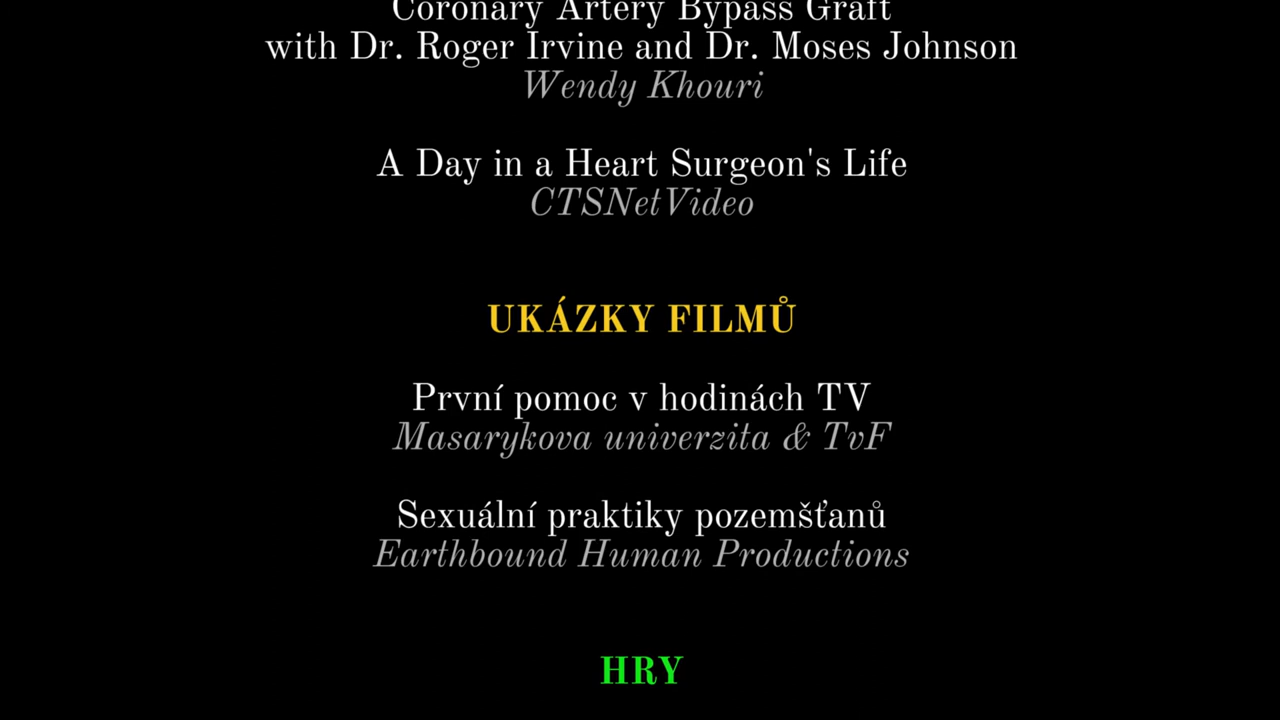 Coronary Artery Bypass Graft
with Dr. Roger Irvine and Dr. Moses Johnson
Wendy Khouri
A Day in a Heart Surgeon's Life
CTSNetVideo
UKÁZKY FILMŮ
První pomoc v hodinách TV
Masarykova univerzita & TvF
Sexuální praktiky pozemšťanů
Earthbound Human Productions
HRY